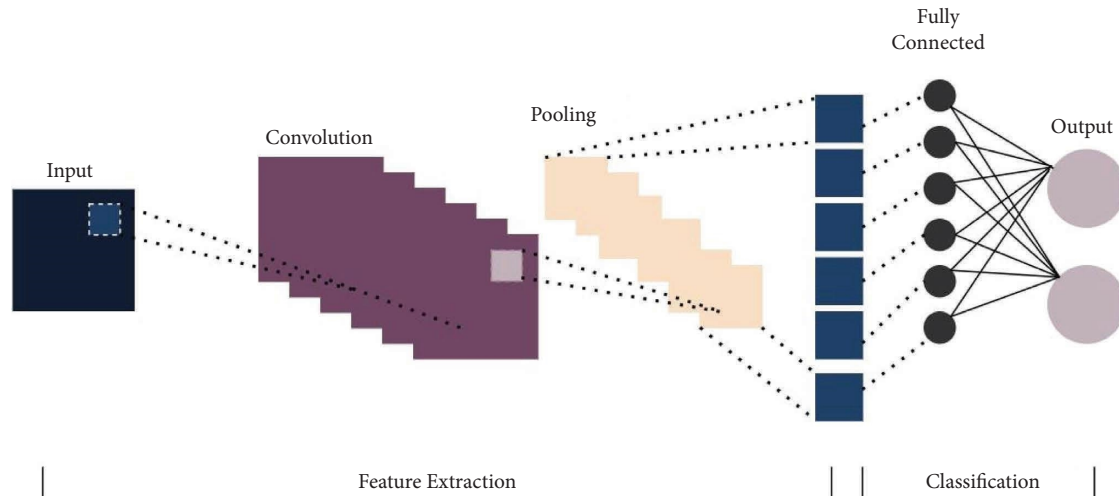 Fully
Connected
Pooling
Output
Convolution
Input
Feature Extraction
Classification